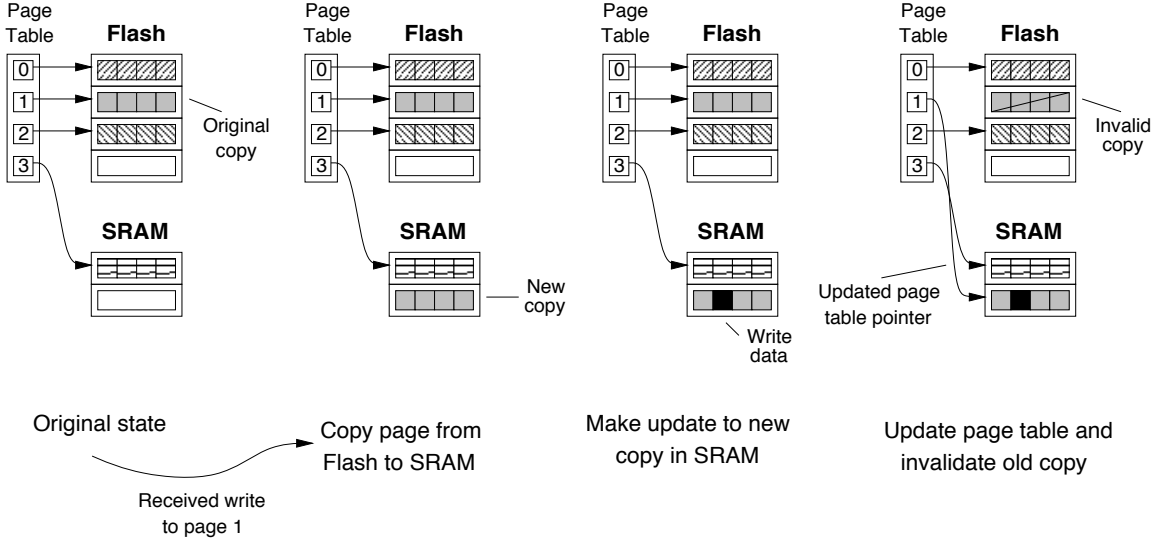 Page
Table
Flash
0
1
2
3
Original
copy
SRAM
Page
Table
Flash
0
1
2
3
SRAM
New
copy
Page
Table
Flash
0
1
2
3
SRAM
Write
data
Page
Table
Flash
0
1
2
3
Invalid
copy
SRAM
Updated page
table pointer
Original state
Received write
to page 1
Copy page from
Flash to SRAM
Make update to new
copy in SRAM
Update page table and
invalidate old copy